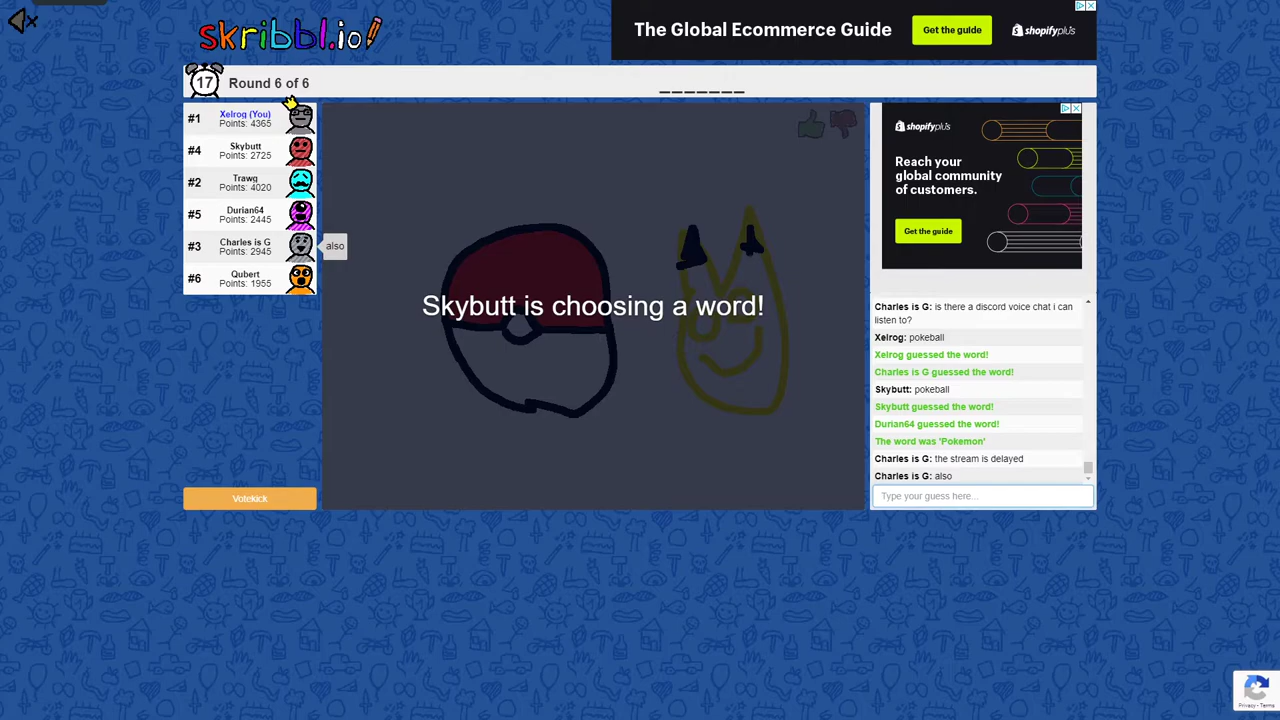 skribbl.io
The Global Ecommerce Guide
Get the guide
shopifyplus
17
Round 6 of 6
_______
#1
Xelrog (You)
Points: 4365
#4
Skybutt
Points: 2725
#2
Trawg
Points: 4020
#5
Durian64
Points: 2445
#3
Charles is G
Points: 2945
also
#6
Qubert
Points: 1955
Votekick
Skybutt is choosing a word!
shopifyplus
Reach your
global community
of customers.
Get the guide
Charles is G: is there a discord voice chat i can
listen to?
Xelrog: pokeball
Xelrog guessed the word!
Charles is G guessed the word!
Skybutt: pokeball
Skybutt guessed the word!
Durian64 guessed the word!
The word was 'Pokemon'
Charles is G: the stream is delayed
Charles is G: also
Type your guess here...
Privacy - Terms